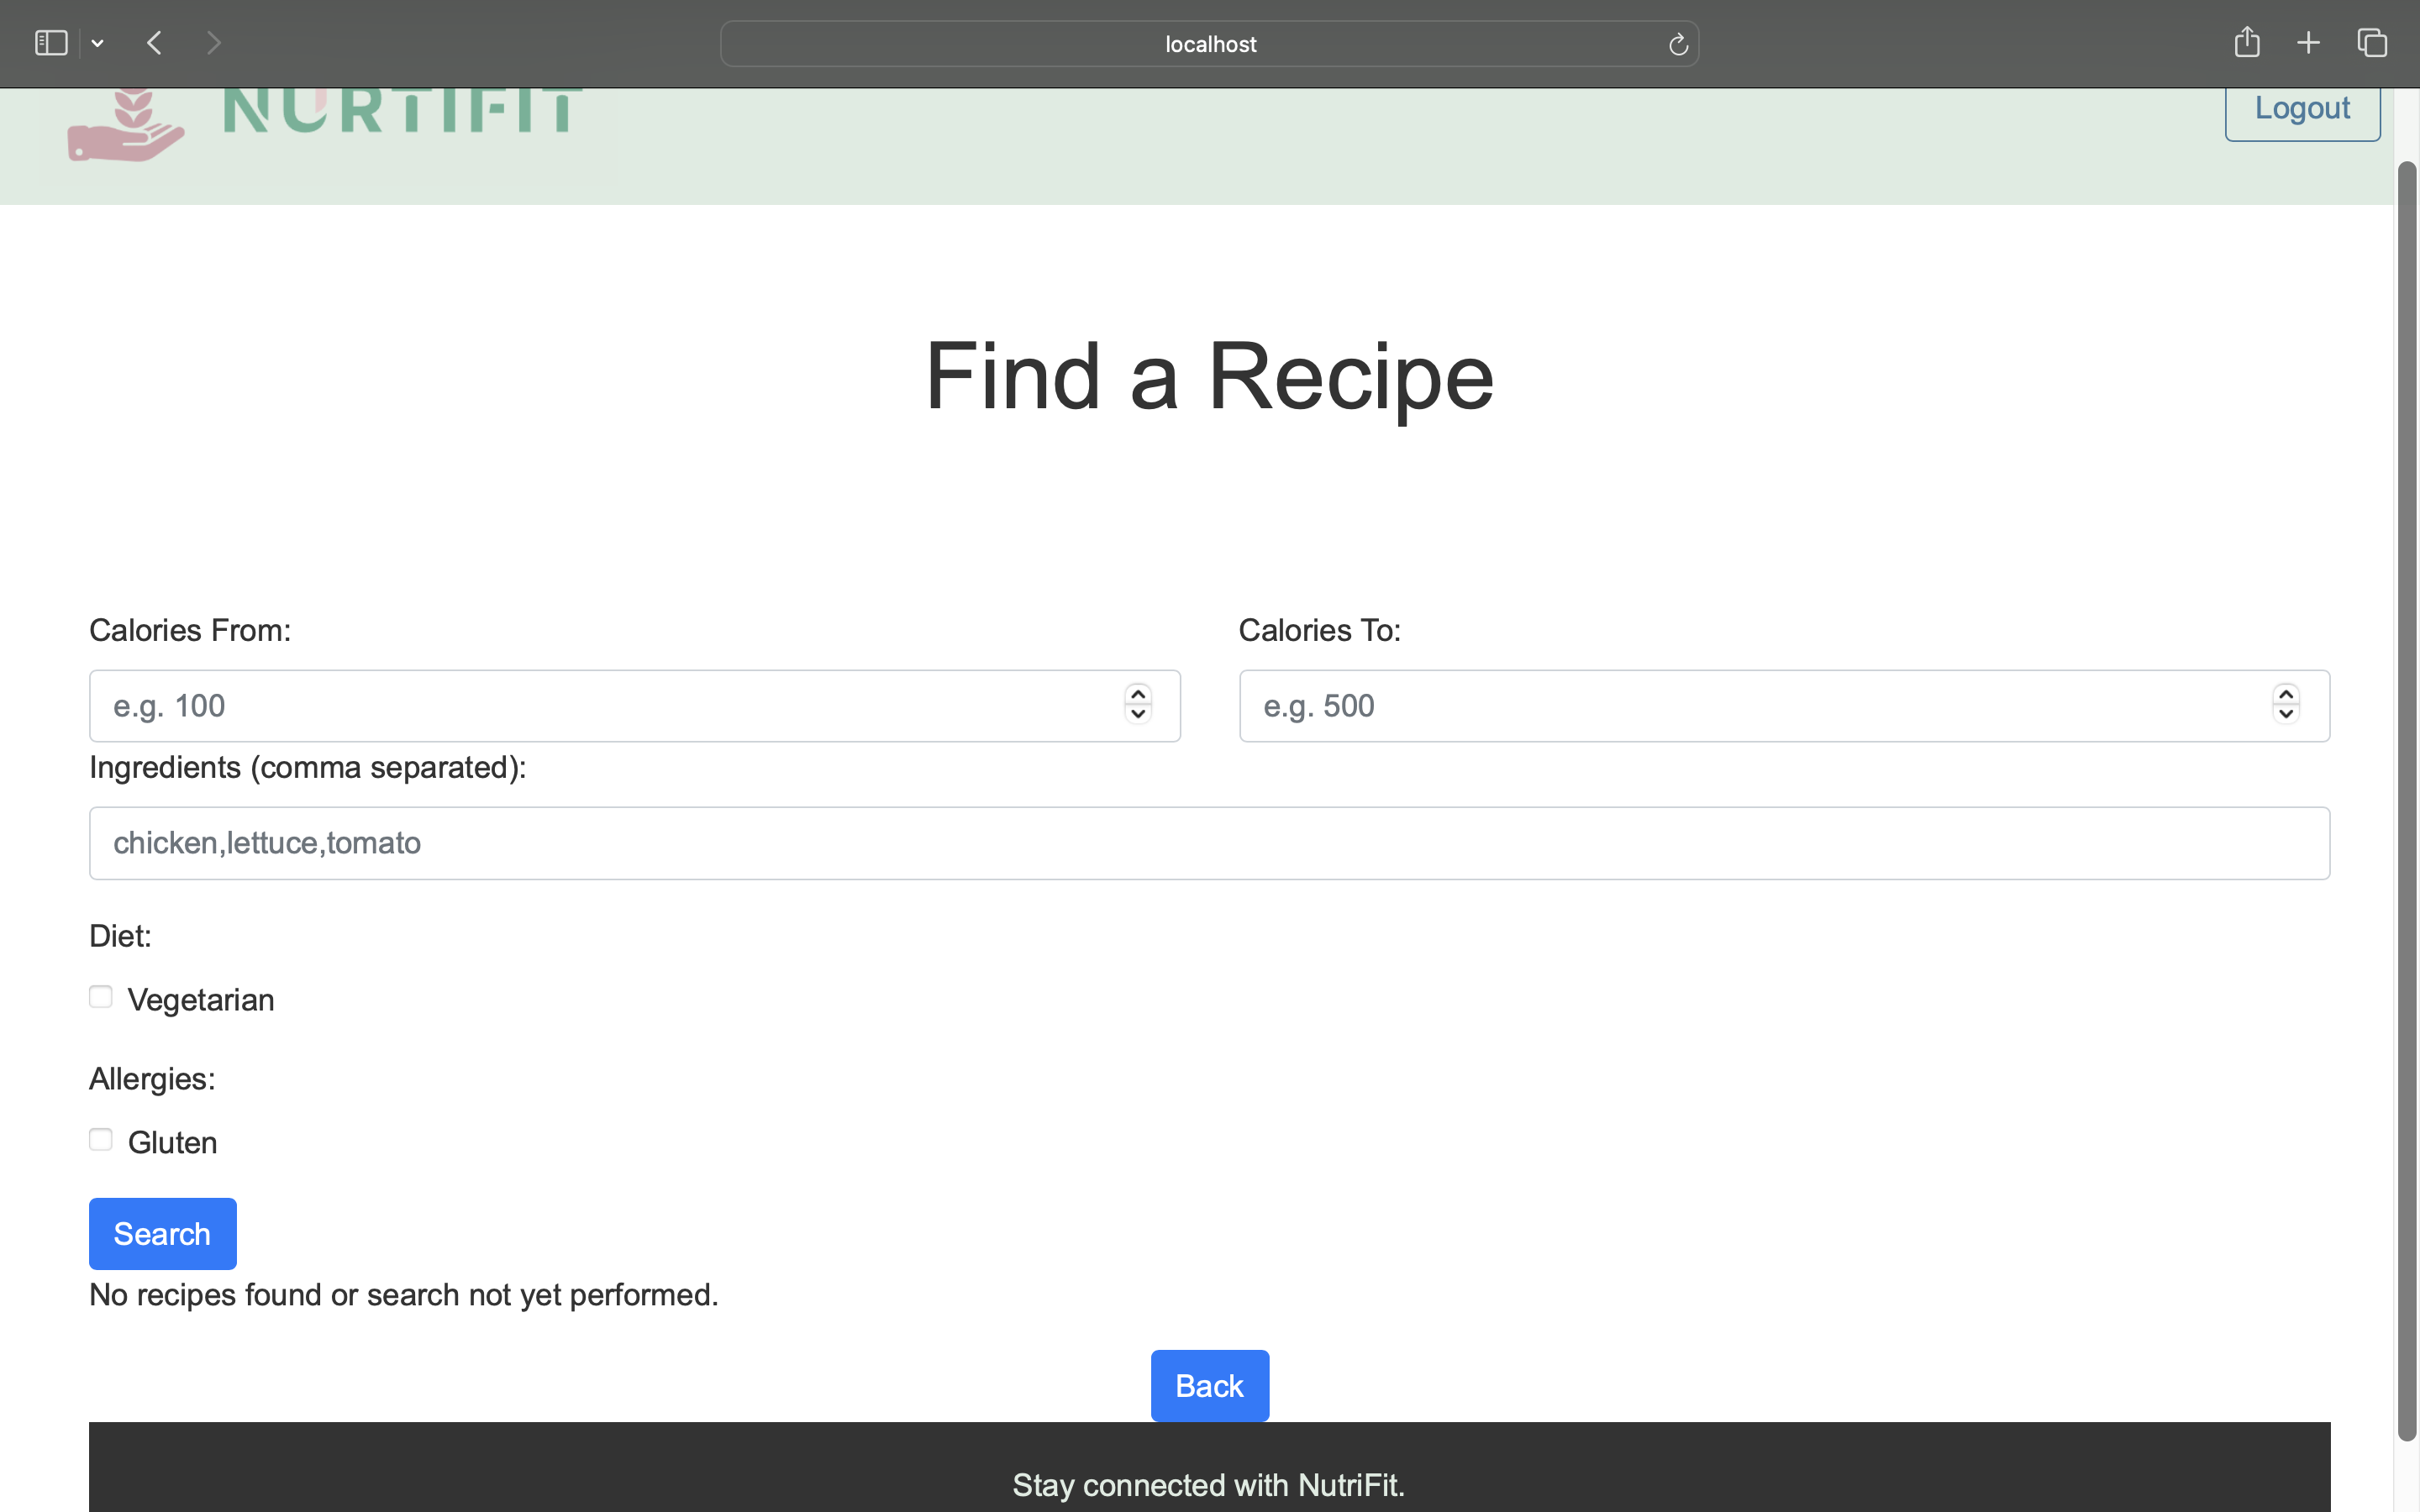 localhost
NURTIFIT
Logout
Find a Recipe
Calories From:
Calories To:
e.g. 100
e.g. 500
Ingredients (comma separated):
chicken,lettuce,tomato
Diet:
Vegetarian
Allergies:
Gluten
Search
No recipes found or search not yet performed.
Back
Stay connected with NutriFit.